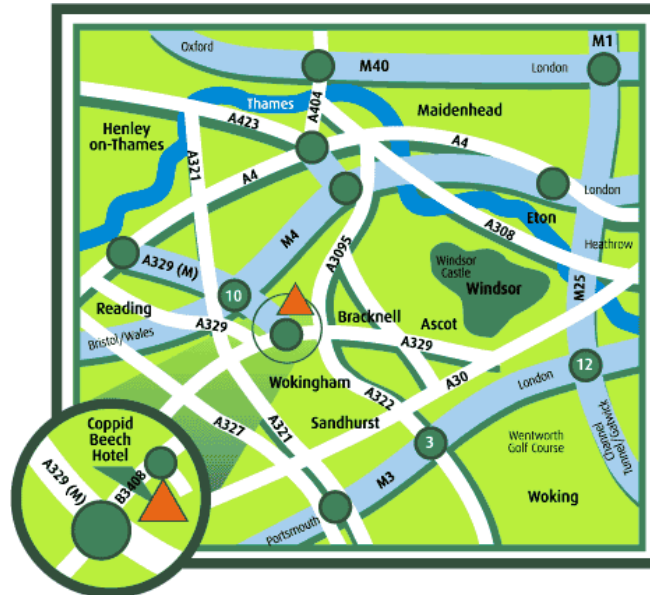 M1
Oxford
M40
London
Thames
A404
Maidenhead
Henley
on-Thames
A423
A321
A4
A4
London
Eton
A308
Heathrow
M4
A3095
A329 (M)
Windsor
Castle
Windsor
M25
10
Reading
Bristol/Wales
A329
Bracknell
Ascot
A329
12
Wokingham
A322
A30
London
Sandhurst
A327
A321
3
Wentworth
Golf Course
Channel
Tunnel/Gatwick
M3
Woking
Portsmouth
Coppid
Beech
Hotel
A329 (M)
B3408